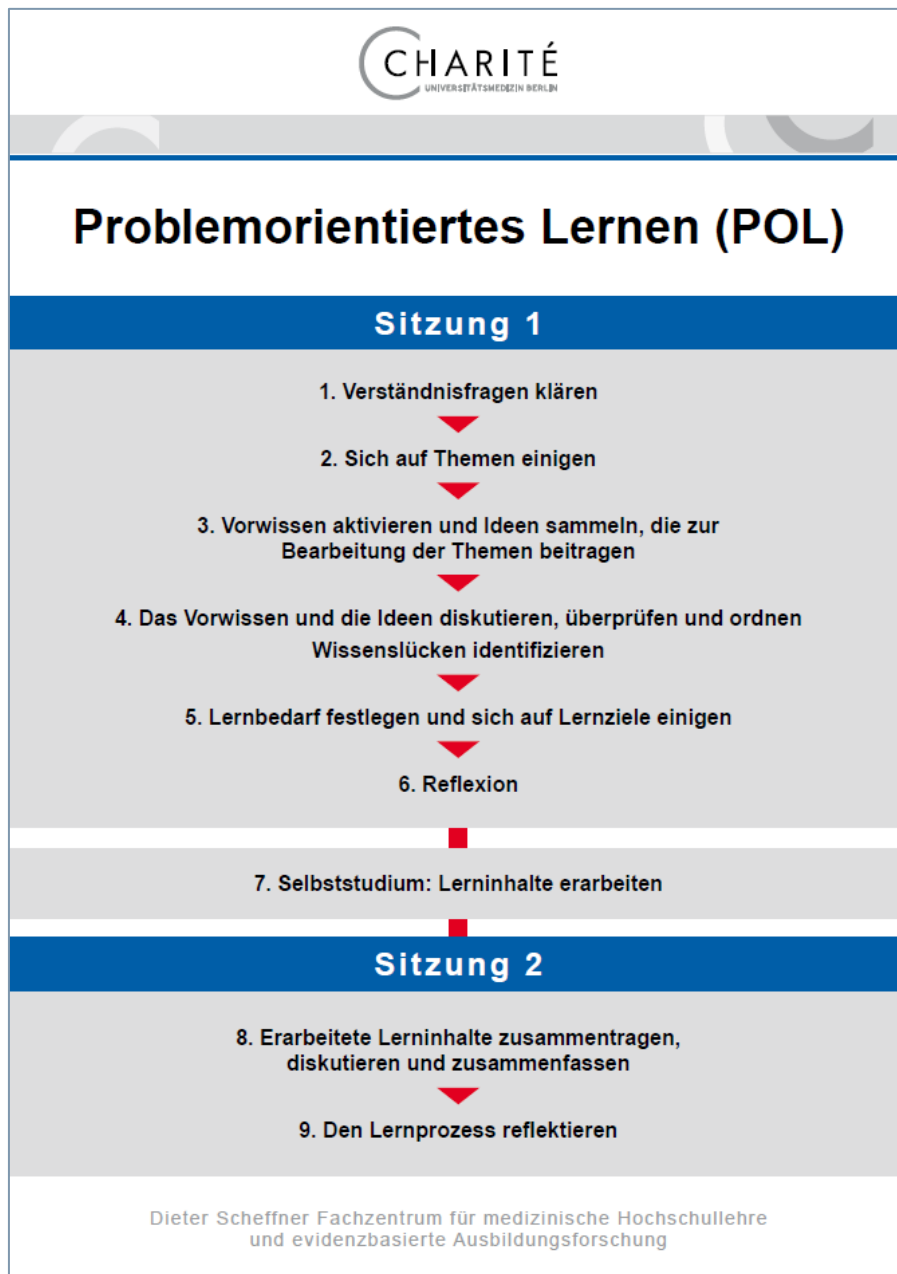 CHARITÉ
UNIVERSITÄTSMEDIZIN BERLIN
Problemorientiertes Lernen (POL)
Sitzung 1
1. Verständnisfragen klären
2. Sich auf Themen einigen
3. Vorwissen aktivieren und Ideen sammeln, die zur
Bearbeitung der Themen beitragen
4. Das Vorwissen und die Ideen diskutieren, überprüfen und ordnen
Wissenslücken identifizieren
5. Lernbedarf festlegen und sich auf Lernziele einigen
6. Reflexion
7. Selbststudium: Lerninhalte erarbeiten
Sitzung 2
8. Erarbeitete Lerninhalte zusammentragen,
diskutieren und zusammenfassen
9. Den Lernprozess reflektieren
Dieter Scheffner Fachzentrum für medizinische Hochschullehre
und evidenzbasierte Ausbildungsforschung